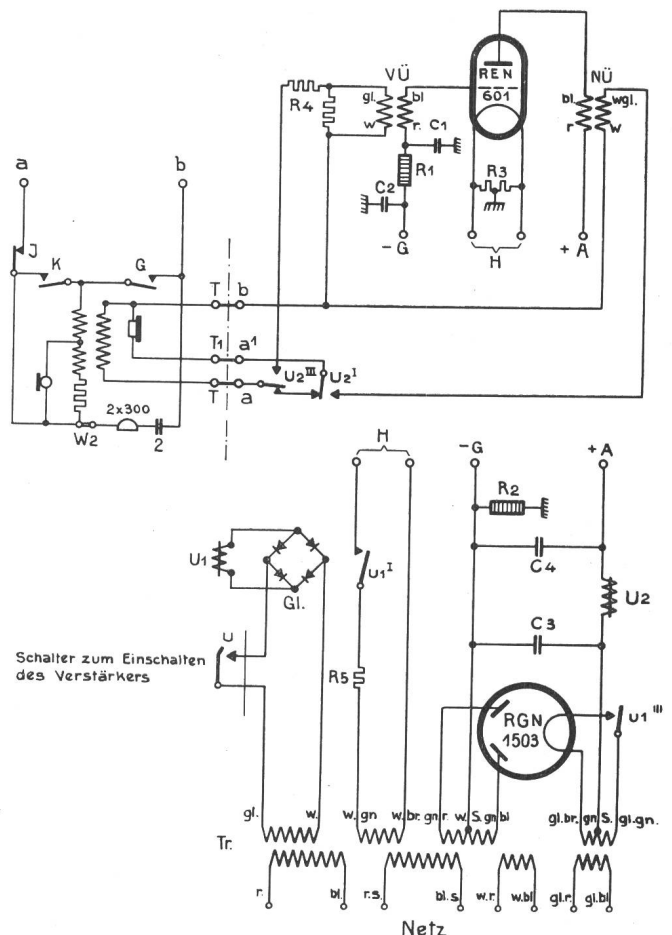 VÜ
NÜ
REN
601
R4
gl.
w
bl
r.
C1
R1
C2
R3
bl.
r
wgl.
w
- G
H
+ A
a
b
J
K
G
T b
T1 a1
T a
U2III
U2I
2x300
W2
2
H
- G
+ A
R2
C4
U2
C3
U1
Gl.
U1I
R5
U
Schalter zum Einschalten
des Verstärkers
RGN
1503
U1III
gl. w. w. gn w. br. gn r. w. S. gn bl gl. br. gn S. gl. gn.
Tr.
r. bl. r.s. bl.s. w.r. w.bl gl.r. gl.bl
Netz